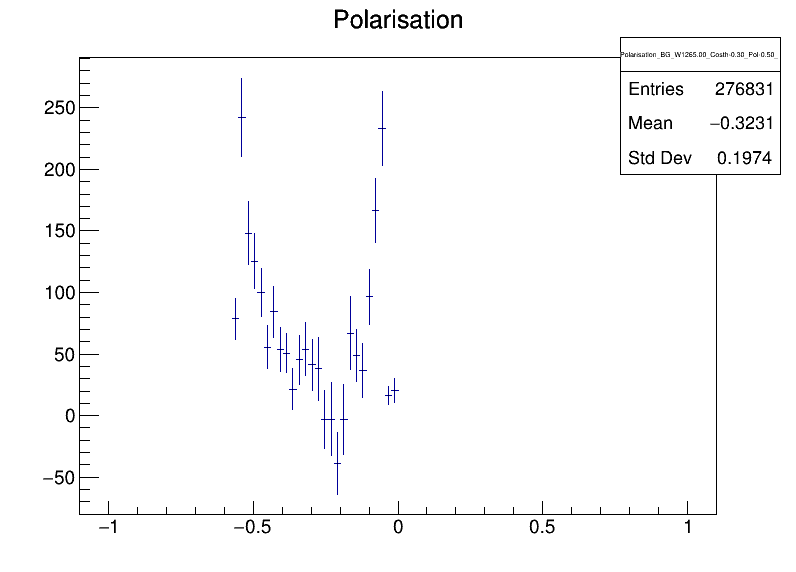 Polarisation
Polarisation_BG_W1265.00_Costh-0.30_Pol-0.50_
Entries 276831
Mean −0.3231
Std Dev 0.1974
250
200
150
100
50
0
−50
−1 −0.5 0 0.5 1